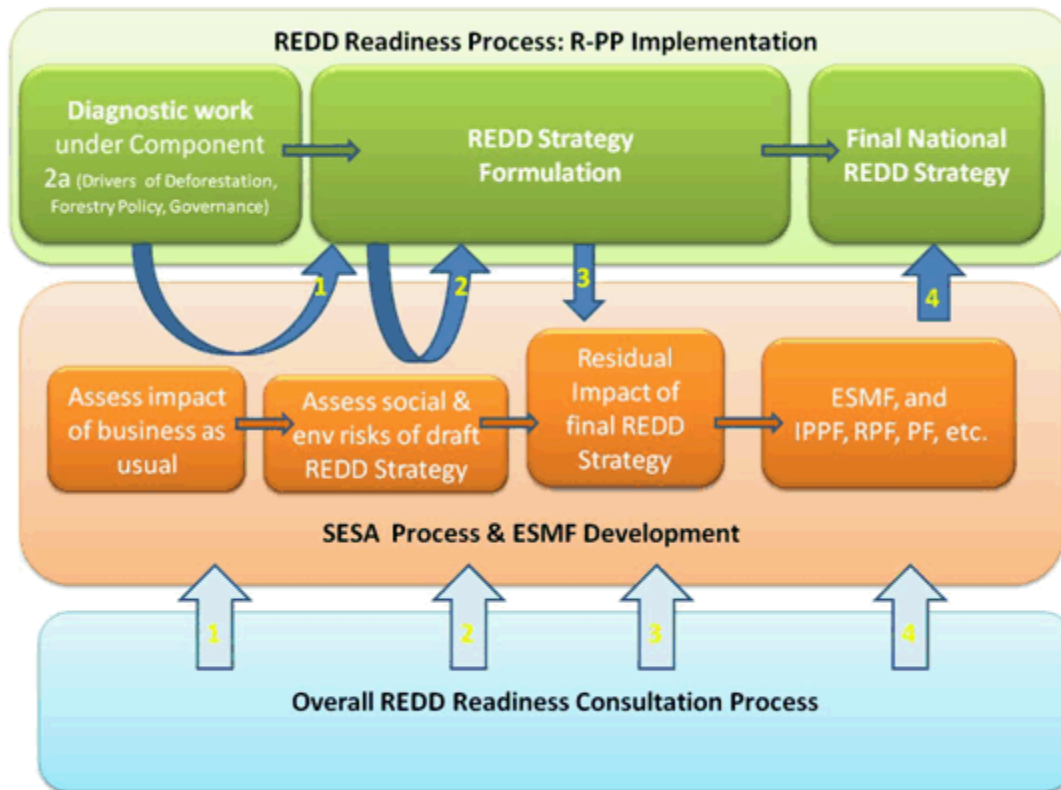 REDD Readiness Process: R-PP Implementation
Diagnostic work
under Component
2a (Drivers of Deforestation,
Forestry Policy, Governance)
REDD Strategy
Formulation
Final National
REDD Strategy
1
2
3
4
Assess impact
of business as
usual
Assess social &
env risks of draft
REDD Strategy
Residual
Impact of
final REDD
Strategy
ESMF, and
IPPF, RPF, PF, etc.
SESA Process & ESMF Development
1
2
3
4
Overall REDD Readiness Consultation Process